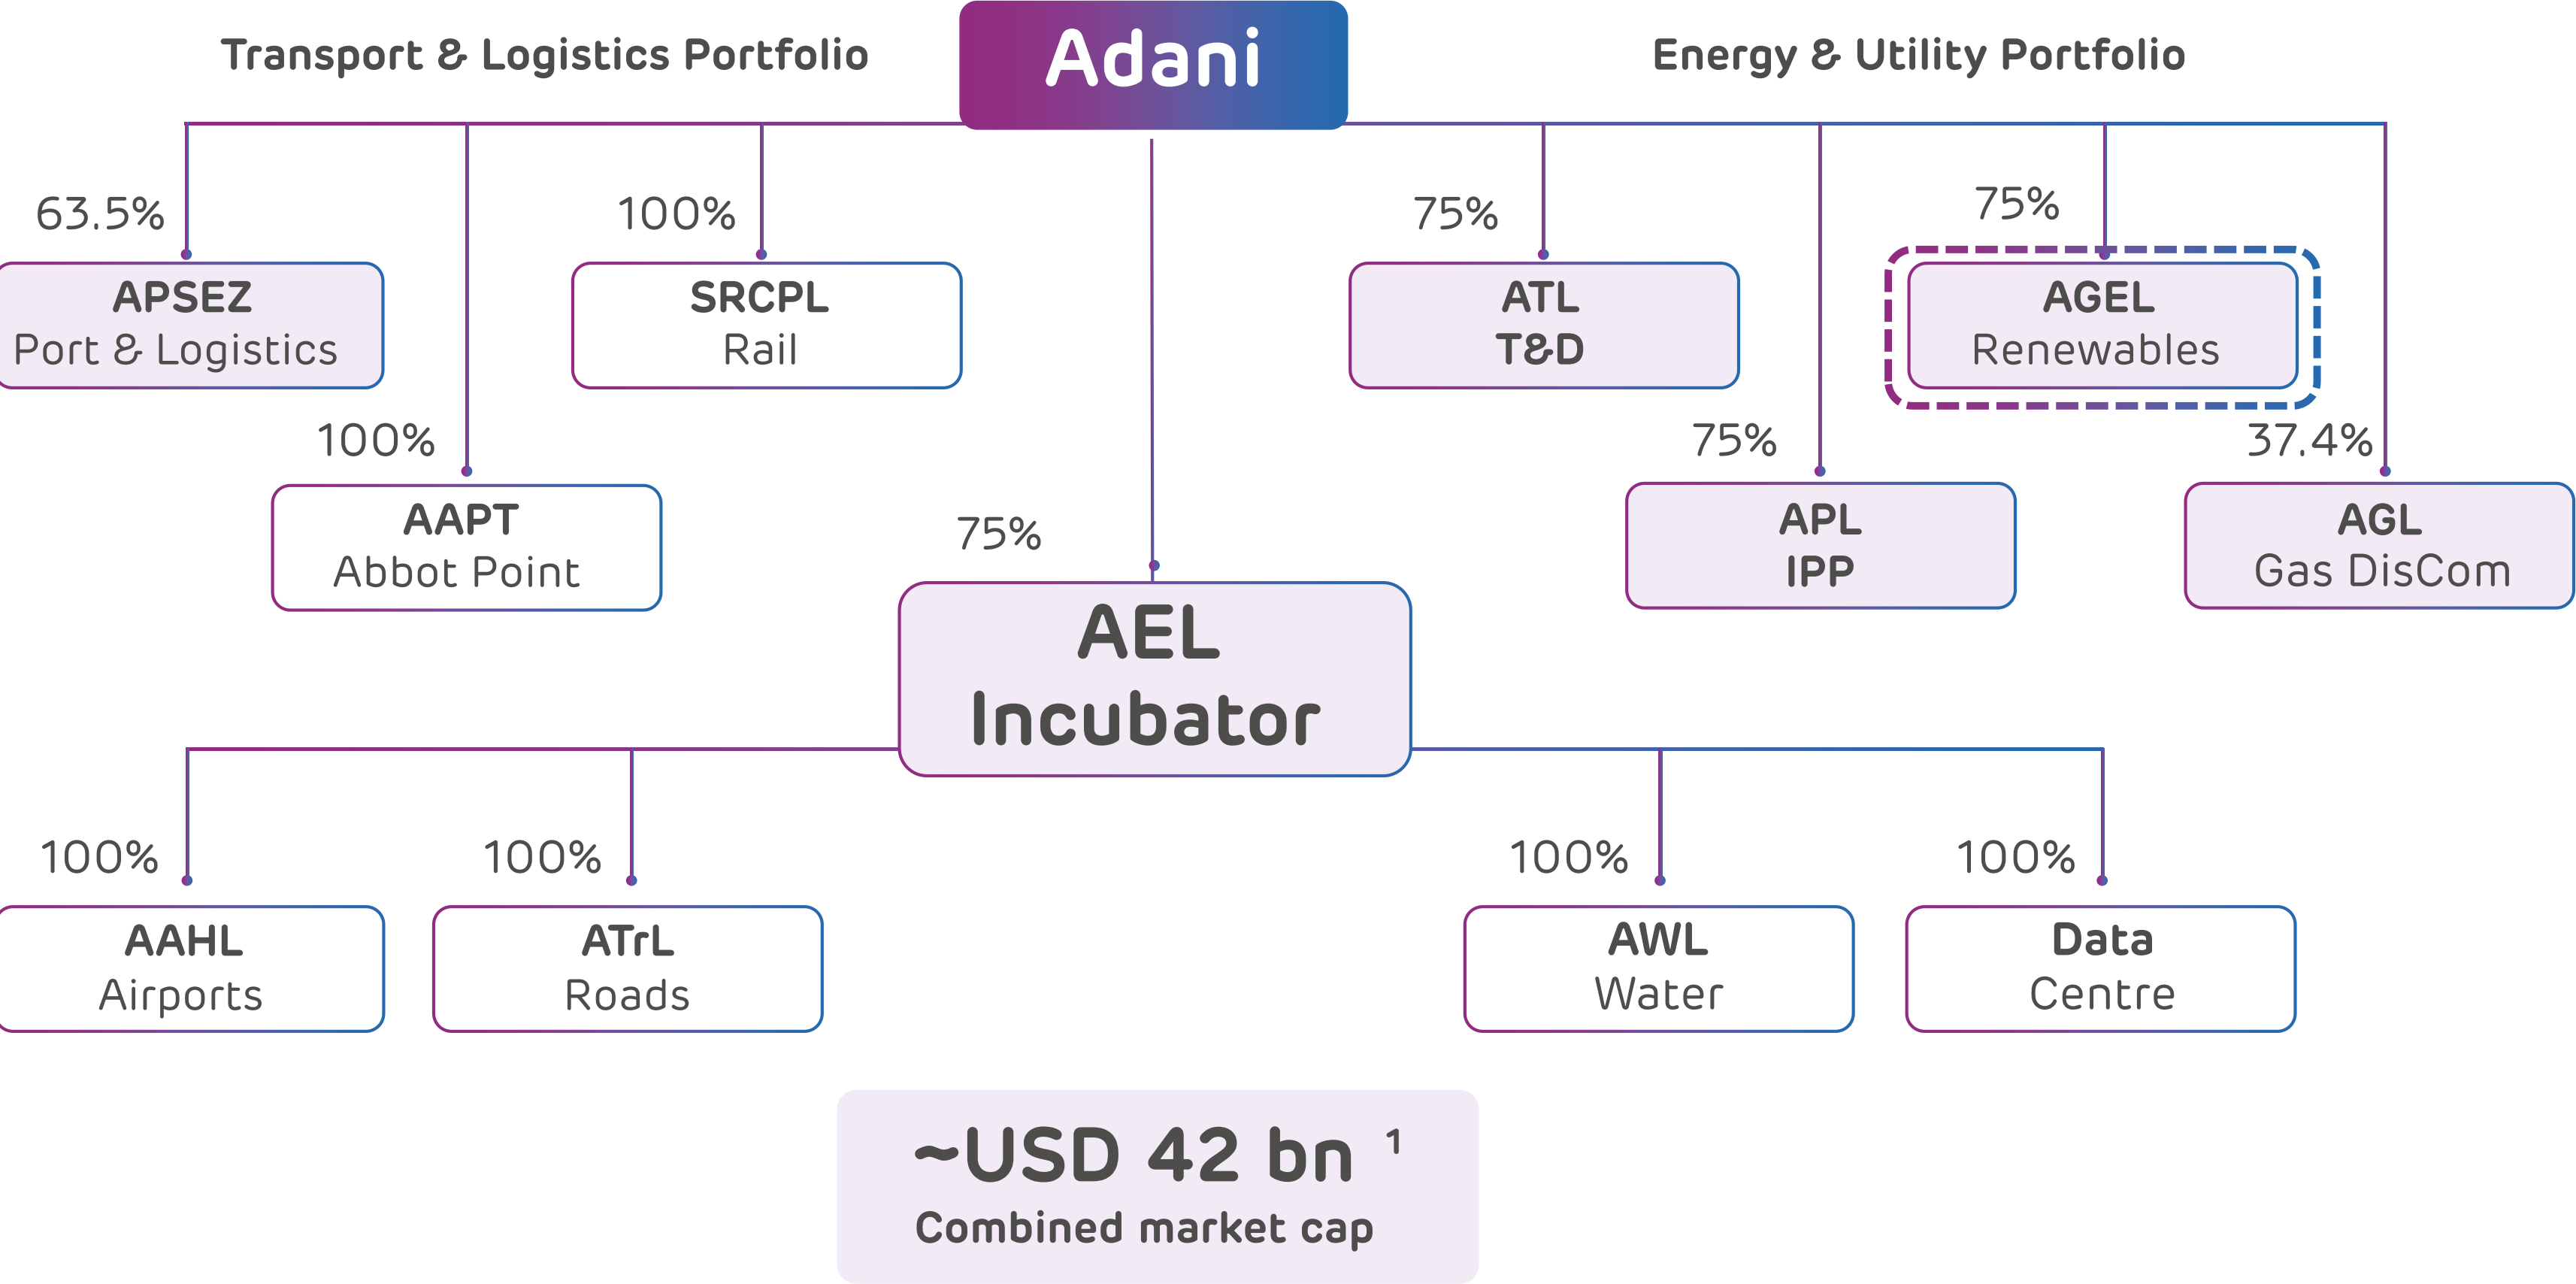 Adani
Transport & Logistics Portfolio
Energy & Utility Portfolio
63.5%
APSEZ
Port & Logistics
100%
AAPT
Abbot Point
100%
SRCPL
Rail
75%
ATL
T&D
75%
APL
IPP
75%
AGEL
Renewables
37.4%
AGL
Gas DisCom
75%
AEL
Incubator
100%
AAHL
Airports
100%
ATrL
Roads
100%
AWL
Water
100%
Data
Centre
~USD 42 bn 1
Combined market cap